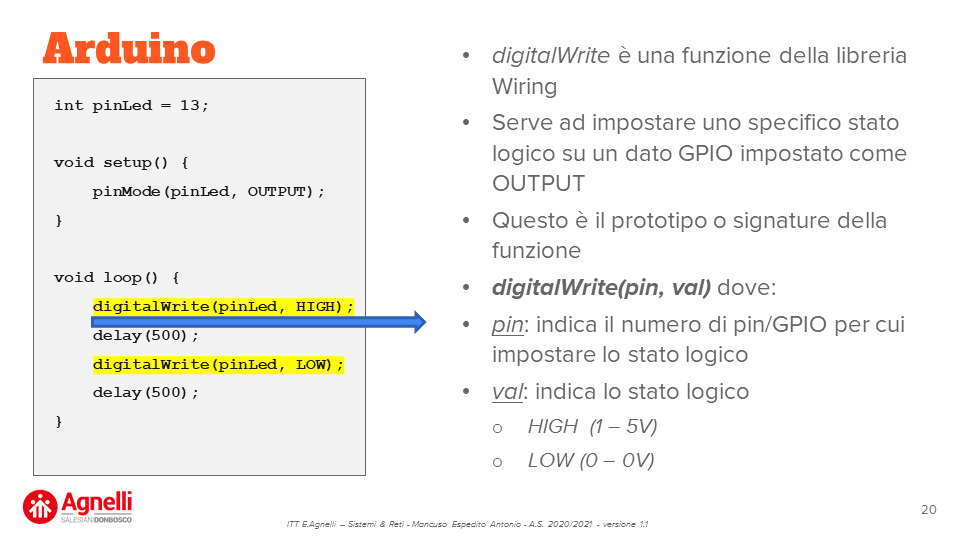 Arduino
int pinLed = 13;
void setup() {
pinMode(pinLed, OUTPUT);
}
void loop() {
digitalWrite(pinLed, HIGH);
delay(500);
digitalWrite(pinLed, LOW);
delay(500);
}
• digitalWrite è una funzione della libreria
Wiring
• Serve ad impostare uno specifico stato
logico su un dato GPIO impostato come
OUTPUT
• Questo è il prototipo o signature della
funzione
• digitalWrite(pin, val) dove:
• pin: indica il numero di pin/GPIO per cui
impostare lo stato logico
• val: indica lo stato logico
o HIGH (1 – 5V)
o LOW (0 – 0V)
Agnelli
SALESIANI DONBOSCO
ITT E.Agnelli – Sistemi & Reti - Mancuso Espedito Antonio - A.S. 2020/2021 - versione 1.1
20